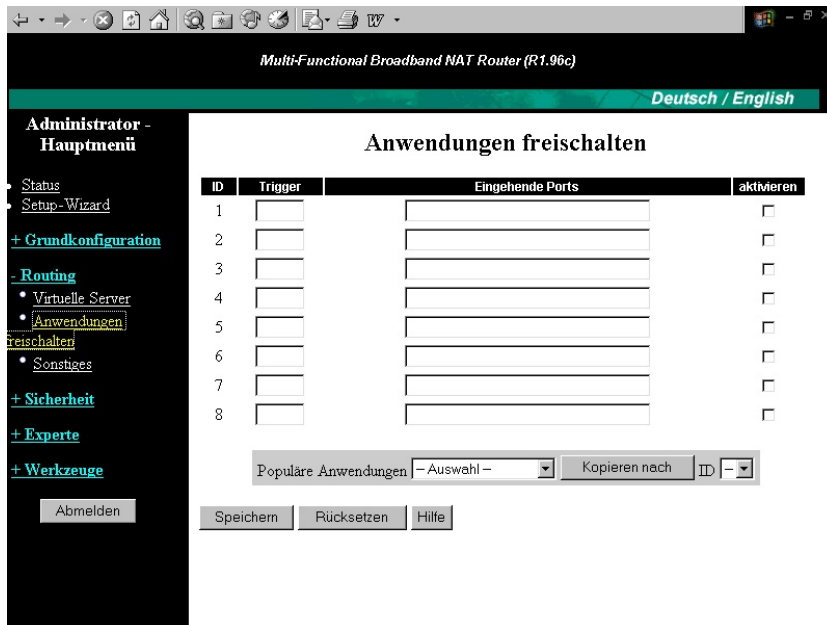 Multi-Functional Broadband NAT Router (R1.96c)
Deutsch / English
Administrator -
Hauptmenü
Status
Setup-Wizard
+ Grundkonfiguration
- Routing
Virtuelle Server
Anwendungen
freischalten
Sonstiges
+ Sicherheit
+ Experte
+ Werkzeuge
Abmelden
Anwendungen freischalten
ID Trigger Eingehende Ports aktivieren
1
2
3
4
5
6
7
8
Populäre Anwendungen -- Auswahl -- Kopieren nach ID --
Speichern Rücksetzen Hilfe